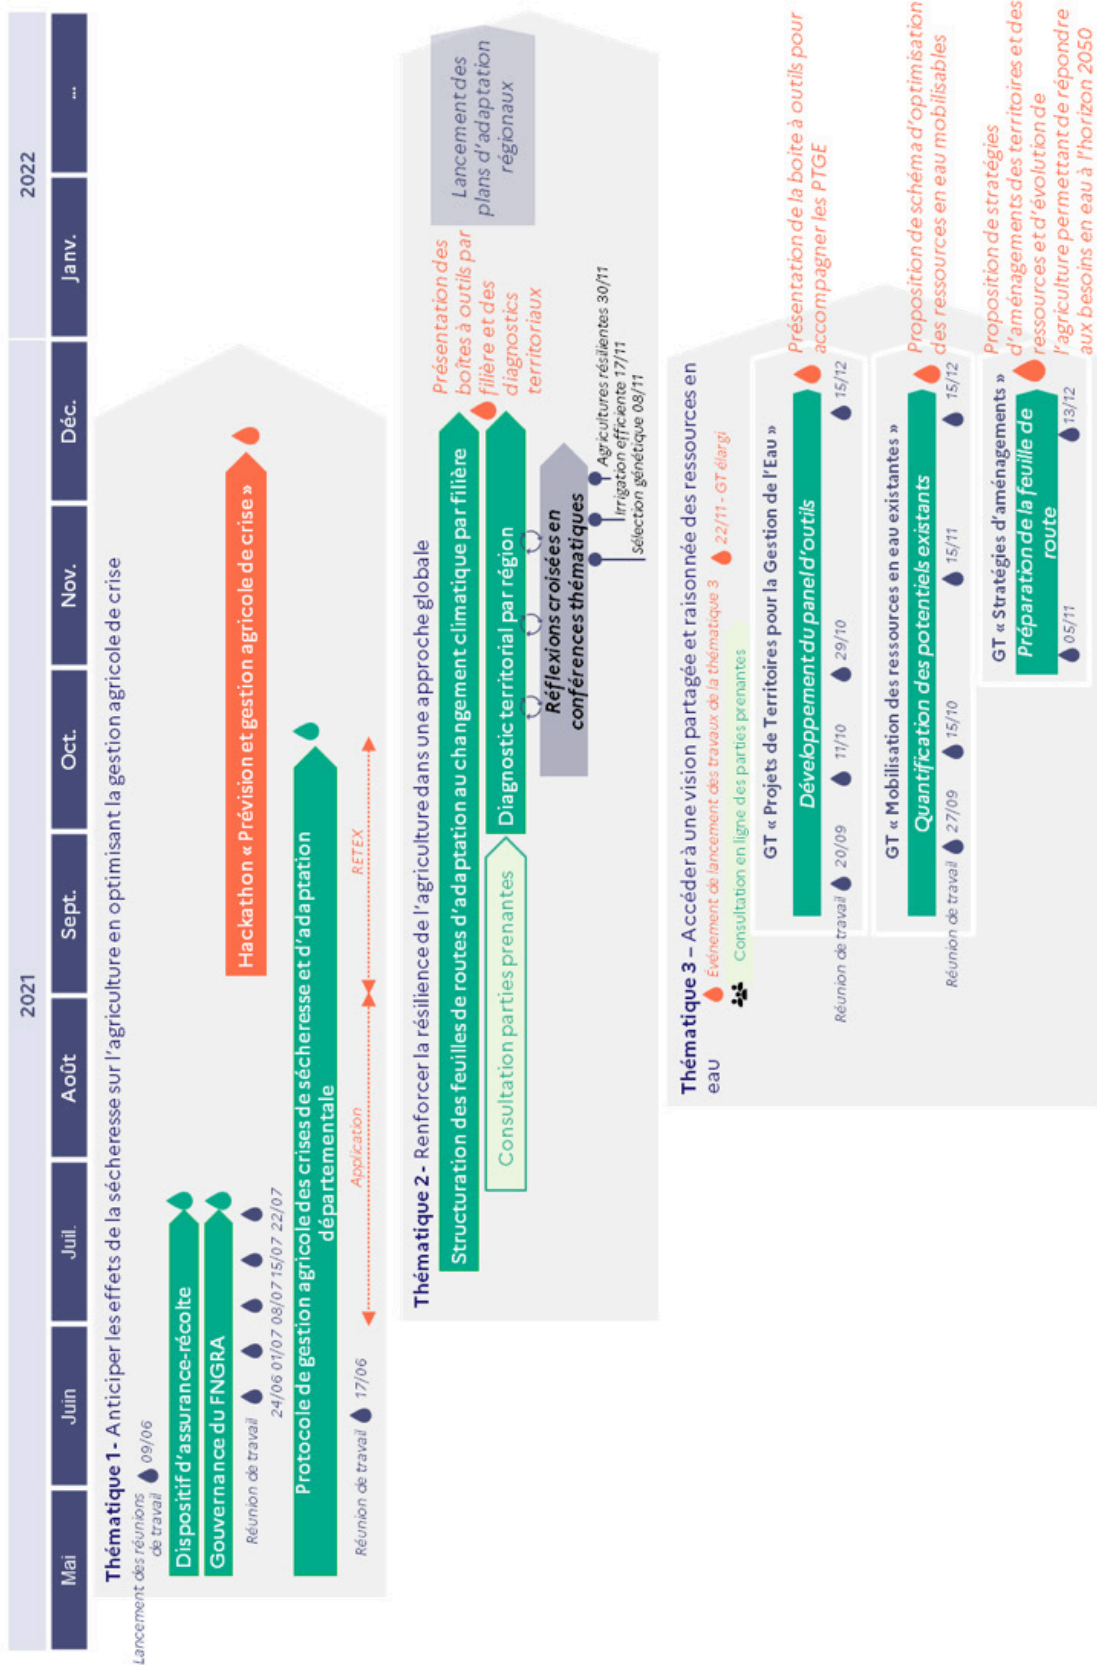 2021
2022
Mai
Juin
Juil.
Août
Sept.
Oct.
Nov.
Déc.
Janv.
...
Thématique 1 - Anticiper les effets de la sécheresse sur l'agriculture en optimisant la gestion agricole de crise
Lancement des réunions
de travail
09/06
Dispositif d'assurance-récolte
Gouvernance du FNGRA
Réunion de travail
24/06 01/07 08/07 15/07 22/07
Hackathon « Prévision et gestion agricole de crise »
Protocole de gestion agricole des crises de sécheresse et d'adaptation
départementale
Réunion de travail
17/06
Application
RETEX
Thématique 2 - Renforcer la résilience de l'agriculture dans une approche globale
Structuration des feuilles de routes d'adaptation au changement climatique par filière
Consultation parties prenantes
Diagnostic territorial par région
Réflexions croisées en
conférences thématiques
Agricultures résilientes 30/11
Irrigation efficiente 17/11
Sélection génétique 08/11
Présentation des
boîtes à outils par
filière et des
diagnostics
territoriaux
Lancement des
plans d'adaptation
régionaux
Thématique 3 – Accéder à une vision partagée et raisonnée des ressources en
eau
Événement de lancement des travaux de la thématique 3
22/11 - GT élargi
Consultation en ligne des parties prenantes
GT « Projets de Territoires pour la Gestion de l'Eau »
Développement du panel d'outils
Réunion de travail
20/09
11/10
29/10
15/12
Présentation de la boite à outils pour
accompagner les PTGE
GT « Mobilisation des ressources en eau existantes »
Quantification des potentiels existants
Réunion de travail
27/09
15/10
15/11
15/12
Proposition de schéma d'optimisation
des ressources en eau mobilisables
GT « Stratégies d'aménagements »
Préparation de la feuille de
route
05/11
13/12
Proposition de stratégies
d'aménagements des territoires et des
ressources et d'évolution de
l'agriculture permettant de répondre
aux besoins en eau à l'horizon 2050